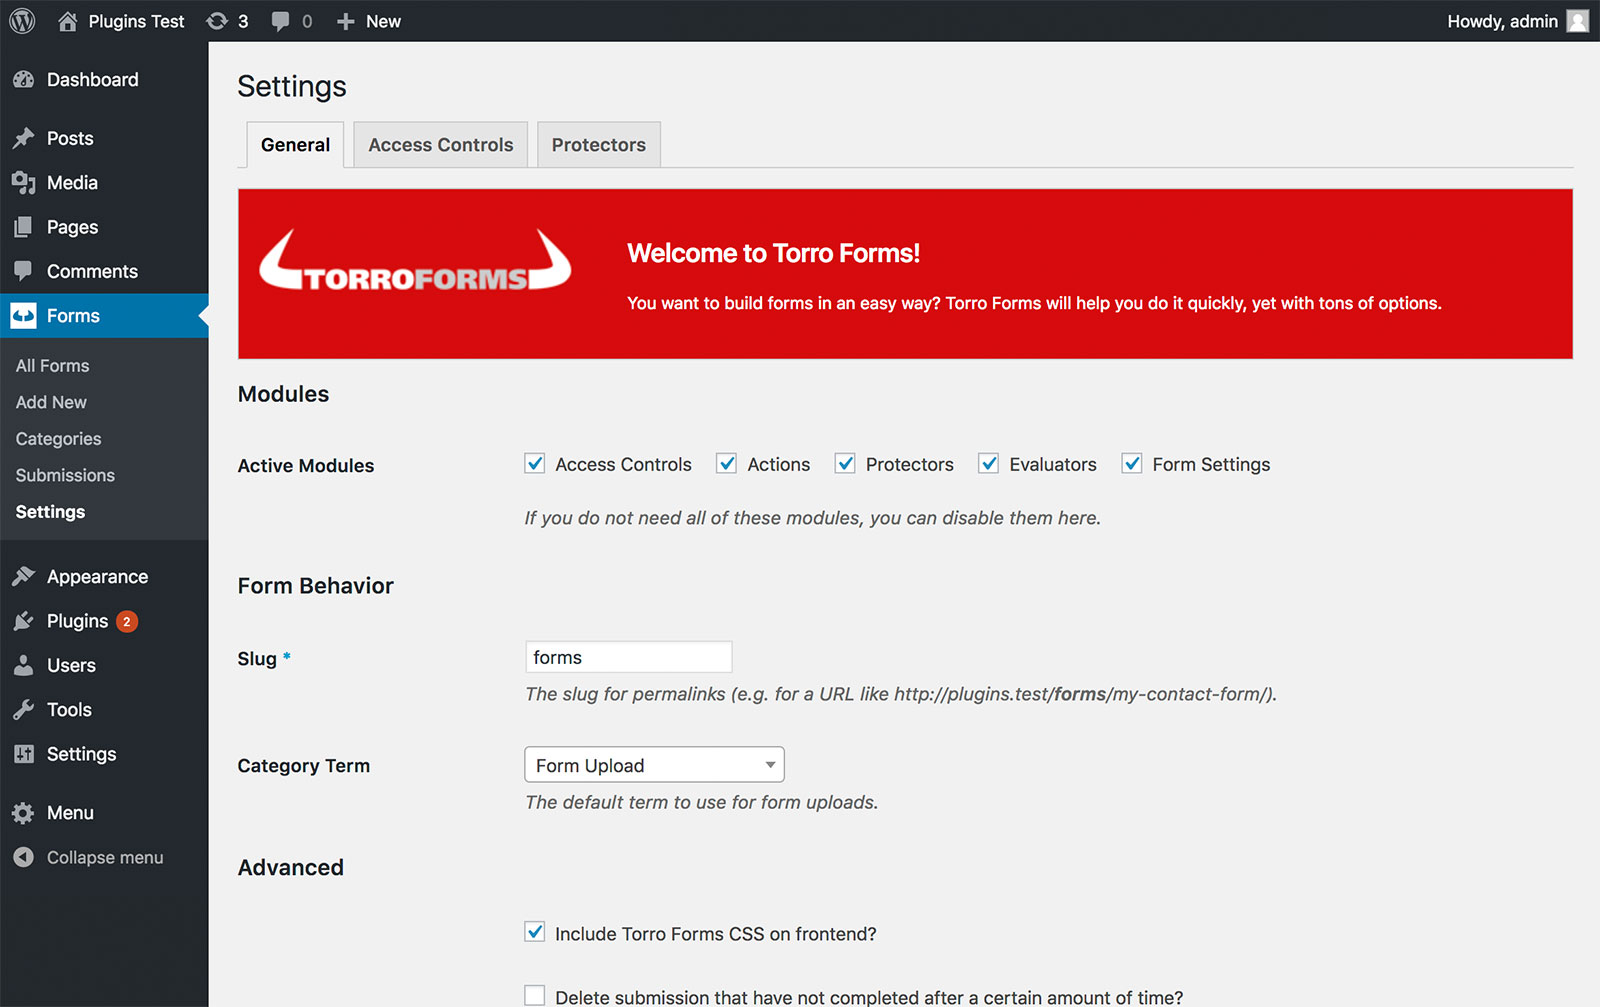 Plugins Test 3 0 New Howdy, admin
Dashboard
Posts
Media
Pages
Comments
Forms
All Forms
Add New
Categories
Submissions
Settings
Appearance
Plugins 2
Users
Tools
Settings
Menu
Collapse menu
Settings
General Access Controls Protectors
TORROFORMS
Welcome to Torro Forms!
You want to build forms in an easy way? Torro Forms will help you do it quickly, yet with tons of options.
Modules
Active Modules Access Controls Actions Protectors Evaluators Form Settings
If you do not need all of these modules, you can disable them here.
Form Behavior
Slug * forms
The slug for permalinks (e.g. for a URL like http://plugins.test/forms/my-contact-form/).
Category Term Form Upload
The default term to use for form uploads.
Advanced
Include Torro Forms CSS on frontend?
Delete submission that have not completed after a certain amount of time?